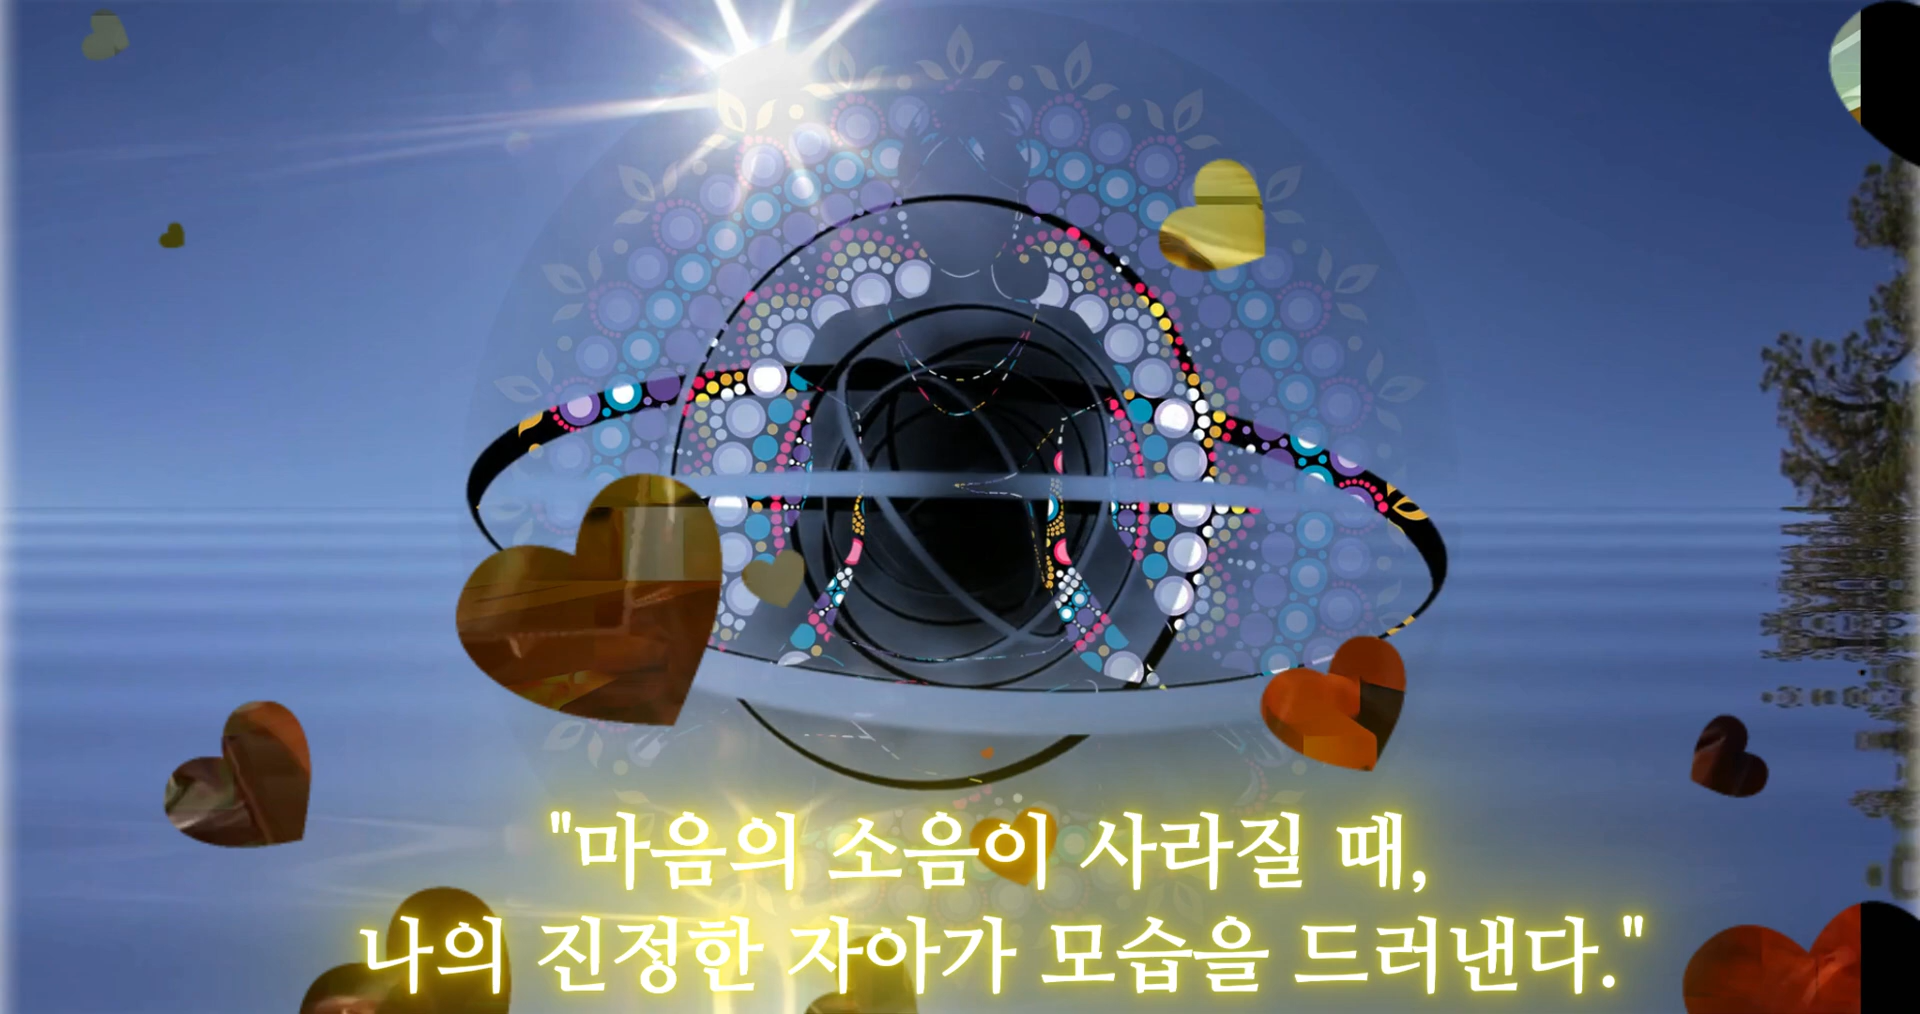 "마음의 소음이 사라질 때,
나의 진정한 자아가 모습을 드러낸다."